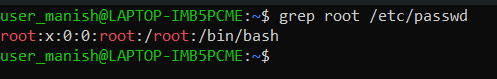 user_manish@LAPTOP-IMB5PCME:~$ grep root /etc/passwd
root:x:0:0:root:/root:/bin/bash
user_manish@LAPTOP-IMB5PCME:~$